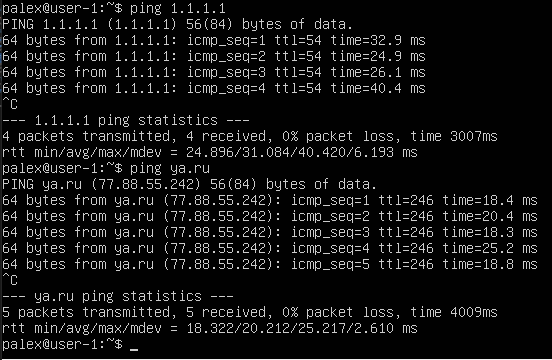 palex@user-1:~$ ping 1.1.1.1
PING 1.1.1.1 (1.1.1.1) 56(84) bytes of data.
64 bytes from 1.1.1.1: icmp_seq=1 ttl=54 time=32.9 ms
64 bytes from 1.1.1.1: icmp_seq=2 ttl=54 time=24.9 ms
64 bytes from 1.1.1.1: icmp_seq=3 ttl=54 time=26.1 ms
64 bytes from 1.1.1.1: icmp_seq=4 ttl=54 time=40.4 ms
^C
--- 1.1.1.1 ping statistics ---
4 packets transmitted, 4 received, 0% packet loss, time 3007ms
rtt min/avg/max/mdev = 24.896/31.084/40.420/6.193 ms
palex@user-1:~$ ping ya.ru
PING ya.ru (77.88.55.242) 56(84) bytes of data.
64 bytes from ya.ru (77.88.55.242): icmp_seq=1 ttl=246 time=18.4 ms
64 bytes from ya.ru (77.88.55.242): icmp_seq=2 ttl=246 time=20.4 ms
64 bytes from ya.ru (77.88.55.242): icmp_seq=3 ttl=246 time=18.3 ms
64 bytes from ya.ru (77.88.55.242): icmp_seq=4 ttl=246 time=25.2 ms
64 bytes from ya.ru (77.88.55.242): icmp_seq=5 ttl=246 time=18.8 ms
^C
--- ya.ru ping statistics ---
5 packets transmitted, 5 received, 0% packet loss, time 4009ms
rtt min/avg/max/mdev = 18.322/20.212/25.217/2.610 ms
palex@user-1:~$ _